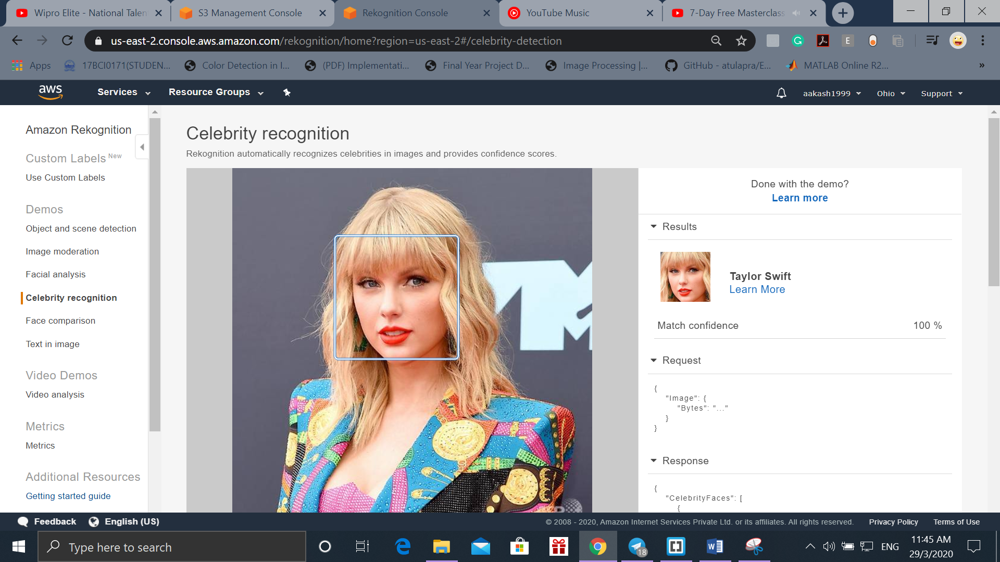 Wipro Elite - National Talen
S3 Management Console
Rekognition Console
YouTube Music
7-Day Free Masterclass
us-east-2.console.aws.amazon.com/rekognition/home?region=us-east-2#/celebrity-detection
E
Apps
17BCI0171(STUDEN...
Color Detection in I...
(PDF) Implementati...
Final Year Project D...
Image Processing |...
GitHub - atulapra/E...
MATLAB Online R2...
»
aws
Services
Resource Groups
aakash1999
Ohio
Support
Amazon Rekognition
Custom Labels New
Use Custom Labels
Demos
Object and scene detection
Image moderation
Facial analysis
Celebrity recognition
Face comparison
Text in image
Video Demos
Video analysis
Metrics
Metrics
Additional Resources
Getting started guide
Celebrity recognition
Rekognition automatically recognizes celebrities in images and provides confidence scores.
Done with the demo?
Learn more
Results
Taylor Swift
Learn More
Match confidence 100 %
Request
{
"Image": {
"Bytes": "..."
}
}
Response
{
"CelebrityFaces": [
{
Feedback
English (US)
© 2008 - 2020, Amazon Internet Services Private Ltd. or its affiliates. All rights reserved.
Privacy Policy
Terms of Use
Type here to search
18
ENG
11:45 AM
29/3/2020